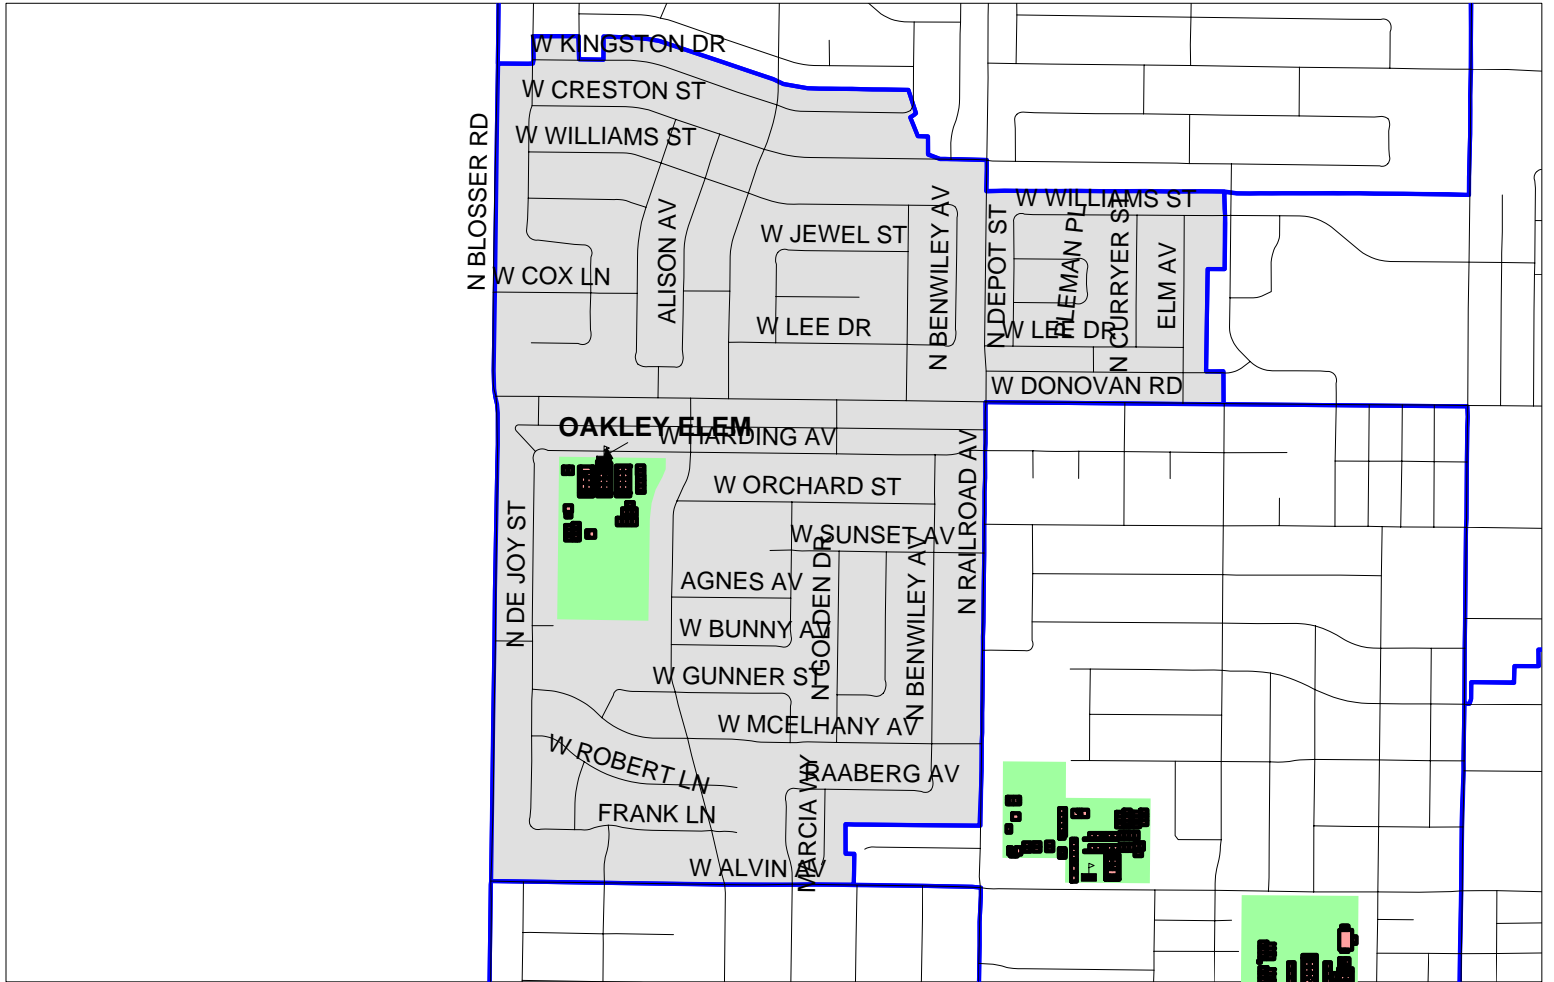 W KINGSTON DR
W CRESTON ST
W WILLIAMS ST
N BLOSSER RD
W WILLIAMS ST
W JEWEL ST
ALISON AV
N BENWILEY AV
N DEPOT ST
PLEMAN PL
N CURRYER ST
ELM AV
W COX LN
W LEE DR
W LEE DR
W DONOVAN RD
OAKLEY ELEM
W HARDING AV
W ORCHARD ST
N RAILROAD AV
N DE JOY ST
W SUNSET AV
N GOLDEN DR
N BENWILEY AV
AGNES AV
W BUNNY AV
W GUNNER ST
W MCELHANY AV
W ROBERT LN
RAABERG AV
MARCIA WY
FRANK LN
W ALVIN AV